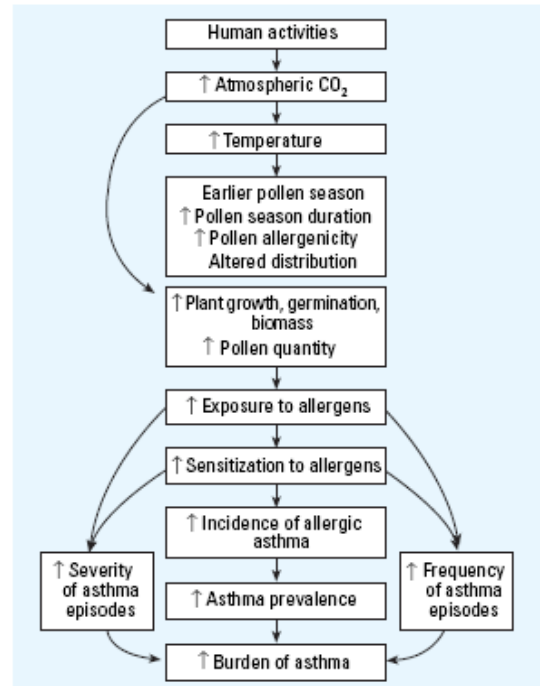 Human activities
↑ Atmospheric CO₂
↑ Temperature
Earlier pollen season
↑ Pollen season duration
↑ Pollen allergenicity
Altered distribution
↑ Plant growth, germination,
biomass
↑ Pollen quantity
↑ Exposure to allergens
↑ Sensitization to allergens
↑ Incidence of allergic
asthma
↑ Severity
of asthma
episodes
↑ Asthma prevalence
↑ Frequency
of asthma
episodes
↑ Burden of asthma